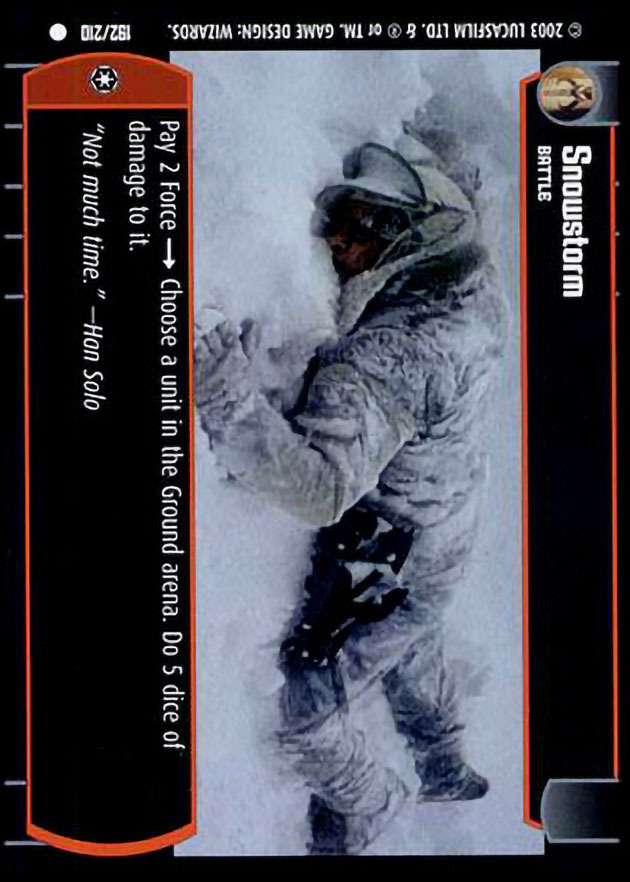 Snowstorm
BATTLE
Pay 2 Force → Choose a unit in the Ground arena. Do 5 dice of
damage to it.
“Not much time.” —Han Solo
© 2003 LUCASFILM LTD. & ® or TM. GAME DESIGN: WIZARDS.
192/210